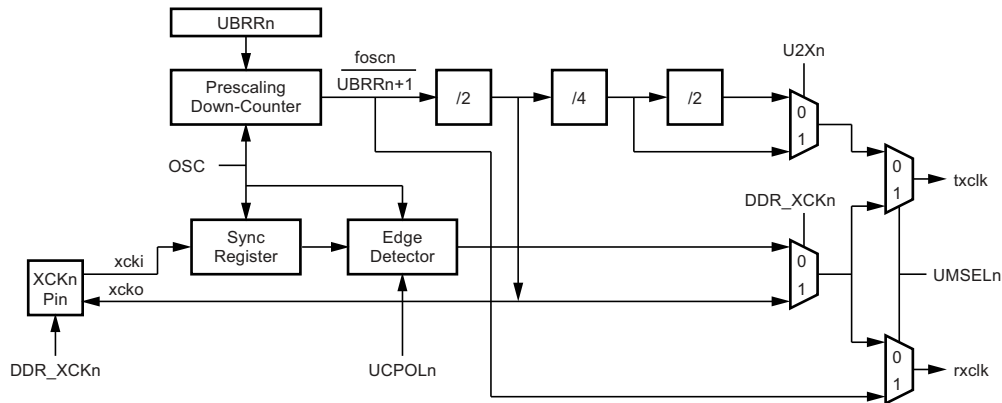 UBRRn
U2Xn
foscn
UBRRn+1
Prescaling
Down-Counter
/2
/4
/2
0
1
OSC
0
1
txclk
DDR_XCKn
Sync
Register
Edge
Detector
0
1
xcki
XCKn
Pin
xcko
UMSELn
DDR_XCKn
UCPOLn
0
1
rxclk